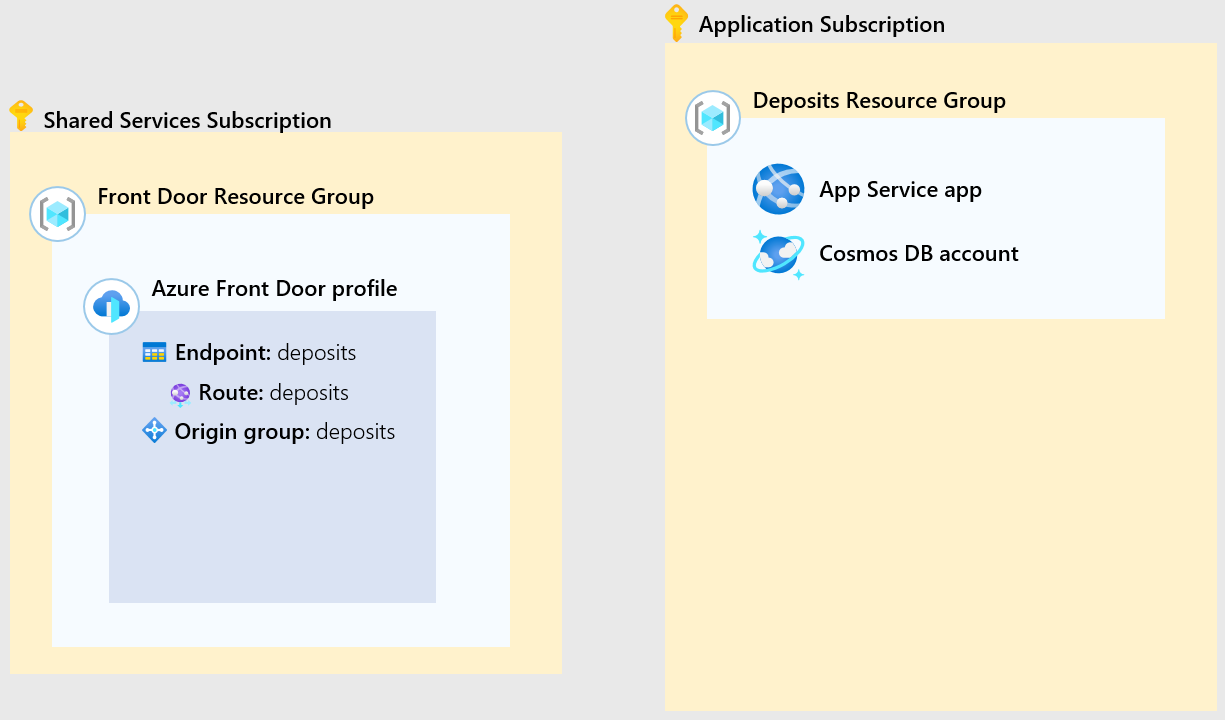 Shared Services Subscription
Front Door Resource Group
Azure Front Door profile
Endpoint: deposits
Route: deposits
Origin group: deposits
Application Subscription
Deposits Resource Group
App Service app
Cosmos DB account